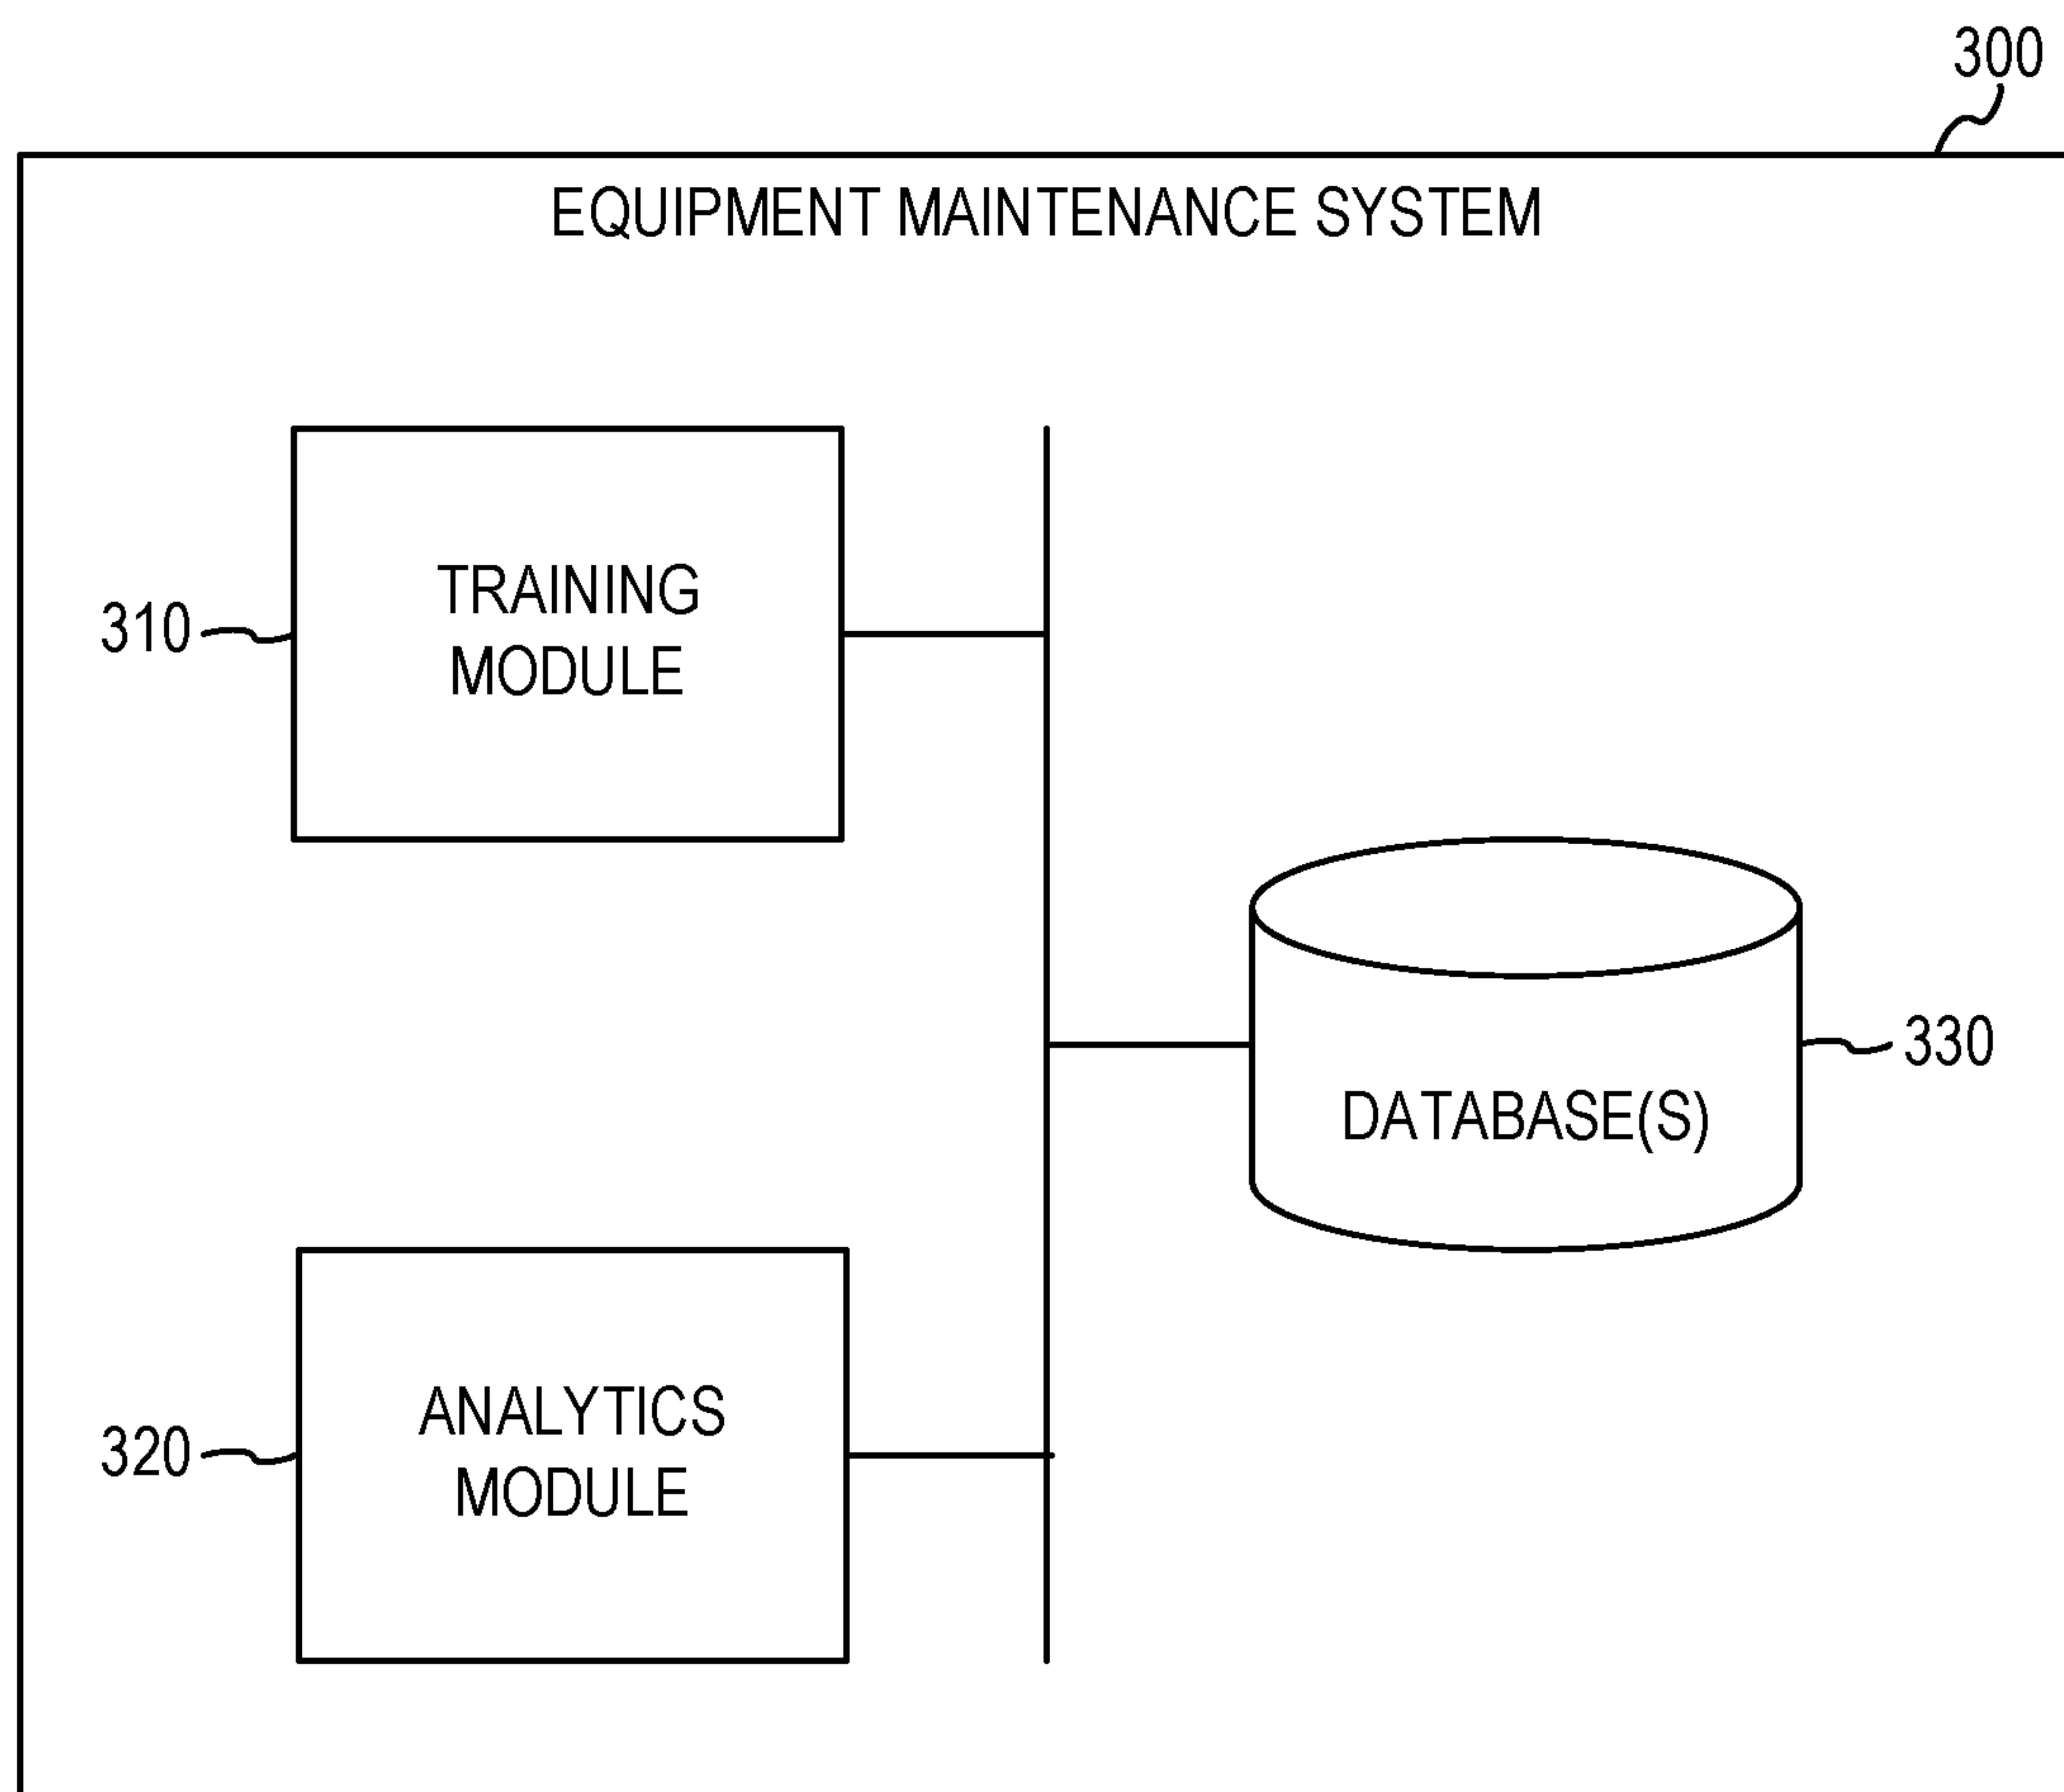 300
EQUIPMENT MAINTENANCE SYSTEM
TRAINING
MODULE
310
330
DATABASE(S)
ANALYTICS
MODULE
320